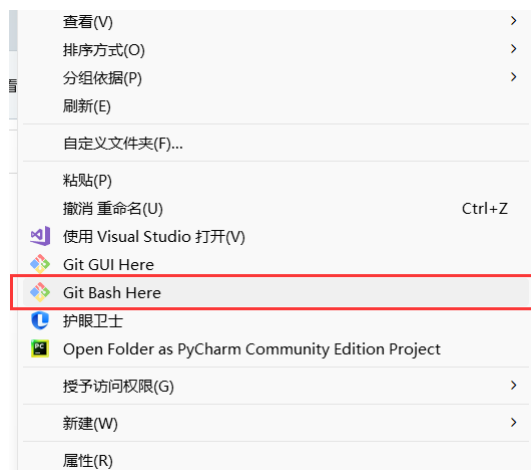 查看(V)
排序方式(O)
分组依据(P)
刷新(E)
自定义文件夹(F)...
粘贴(P)
撤消 重命名(U) Ctrl+Z
使用 Visual Studio 打开(V)
Git GUI Here
Git Bash Here
护眼卫士
PC
Open Folder as PyCharm Community Edition Project
授予访问权限(G)
新建(W)
属性(R)